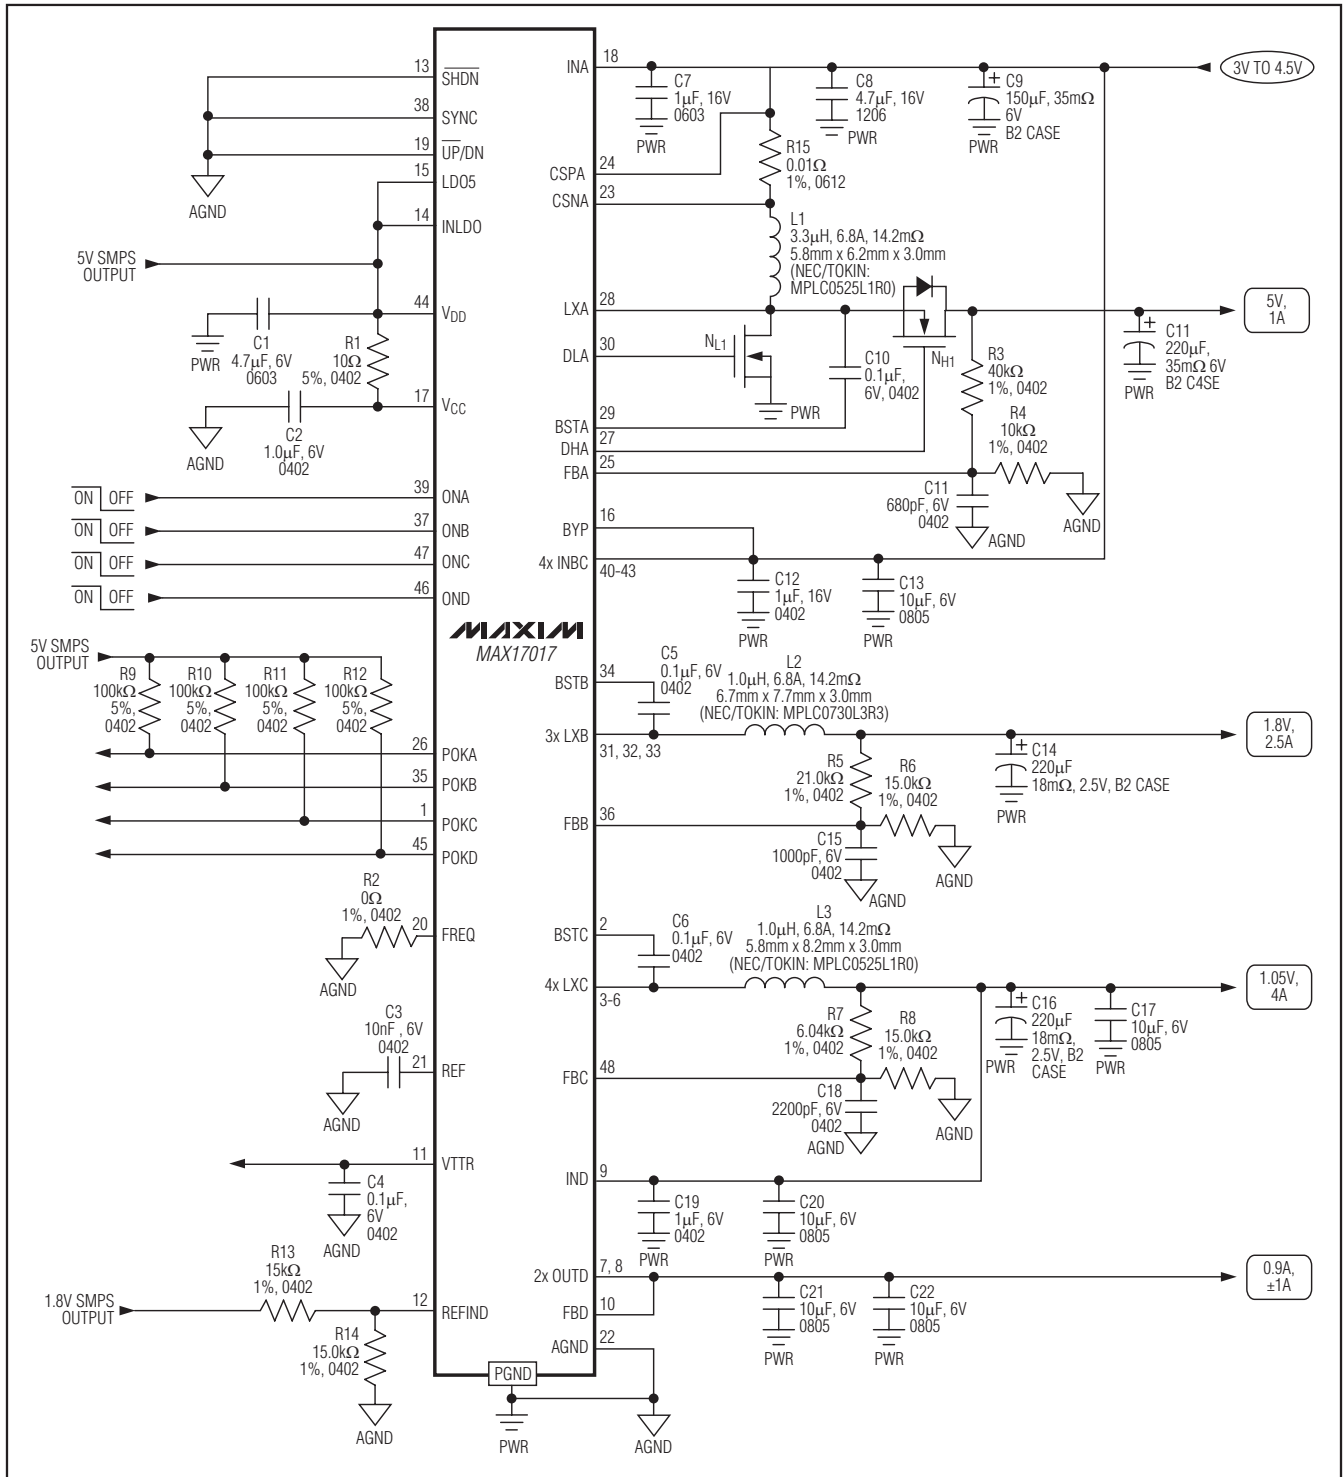 13
SHDN
38
SYNC
19
UP/DN
15
LDO5
AGND
14
INLDO
5V SMPS
OUTPUT
44
VDD
PWR
C1
4.7µF, 6V
0603
R1
10Ω
5%, 0402
17
VCC
AGND
C2
1.0µF, 6V
0402
ON OFF
39
ONA
ON OFF
37
ONB
ON OFF
47
ONC
ON OFF
46
OND
MAXIM
MAX17017
5V SMPS
OUTPUT
R9
100kΩ
5%,
0402
R10
100kΩ
5%,
0402
R11
100kΩ
5%,
0402
R12
100kΩ
5%,
0402
26
POKA
35
POKB
1
POKC
45
POKD
R2
0Ω
1%, 0402
20
FREQ
AGND
C3
10nF , 6V
0402
21
REF
AGND
11
VTTR
C4
0.1µF,
6V
0402
AGND
R13
15kΩ
1%, 0402
1.8V SMPS
OUTPUT
12
REFIND
R14
15.0kΩ
1%, 0402
AGND
PGND
PWR
AGND
INA
18
3V TO 4.5V
C7
1µF, 16V
0603
PWR
C8
4.7µF, 16V
1206
PWR
+
C9
150µF, 35mΩ
6V
B2 CASE
PWR
R15
0.01Ω
1%, 0612
CSPA
24
CSNA
23
L1
3.3µH, 6.8A, 14.2mΩ
5.8mm x 6.2mm x 3.0mm
(NEC/TOKIN:
MPLC0525L1R0)
LXA
28
5V,
1A
DLA
30
NL1
PWR
C10
0.1µF,
6V, 0402
NH1
R3
40kΩ
1%, 0402
+
C11
220µF,
35mΩ 6V
B2 C4SE
PWR
R4
10kΩ
1%, 0402
BSTA
29
DHA
27
FBA
25
C11
680pF, 6V
0402
AGND
AGND
BYP
16
4x INBC
40-43
C12
1µF, 16V
0402
PWR
C13
10µF, 6V
0805
PWR
BSTB
34
C5
0.1µF, 6V
0402
L2
1.0µH, 6.8A, 14.2mΩ
6.7mm x 7.7mm x 3.0mm
(NEC/TOKIN: MPLC0730L3R3)
3x LXB
31, 32, 33
1.8V,
2.5A
R5
21.0kΩ
1%, 0402
R6
15.0kΩ
1%, 0402
+
C14
220µF
18mΩ, 2.5V, B2 CASE
PWR
FBB
36
C15
1000pF, 6V
0402
AGND
AGND
BSTC
2
C6
0.1µF, 6V
0402
L3
1.0µH, 6.8A, 14.2mΩ
5.8mm x 8.2mm x 3.0mm
(NEC/TOKIN: MPLC0525L1R0)
4x LXC
3-6
1.05V,
4A
R7
6.04kΩ
1%, 0402
R8
15.0kΩ
1%, 0402
+
C16
220µF
18mΩ,
2.5V, B2
CASE
PWR
C17
10µF, 6V
0805
PWR
FBC
48
C18
2200pF, 6V
0402
AGND
AGND
IND
9
C19
1µF, 6V
0402
PWR
C20
10µF, 6V
0805
PWR
2x OUTD
7, 8
0.9A,
±1A
FBD
10
C21
10µF, 6V
0805
PWR
C22
10µF, 6V
0805
PWR
AGND
22